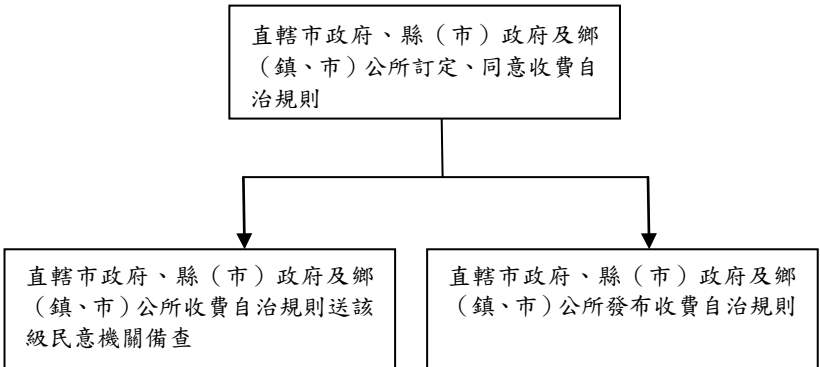 直轄市政府、縣（市）政府及鄉
（鎮、市）公所訂定、同意收費自
治規則
直轄市政府、縣（市）政府及鄉
（鎮、市）公所收費自治規則送該
級民意機關備查
直轄市政府、縣（市）政府及鄉
（鎮、市）公所發布收費自治規則